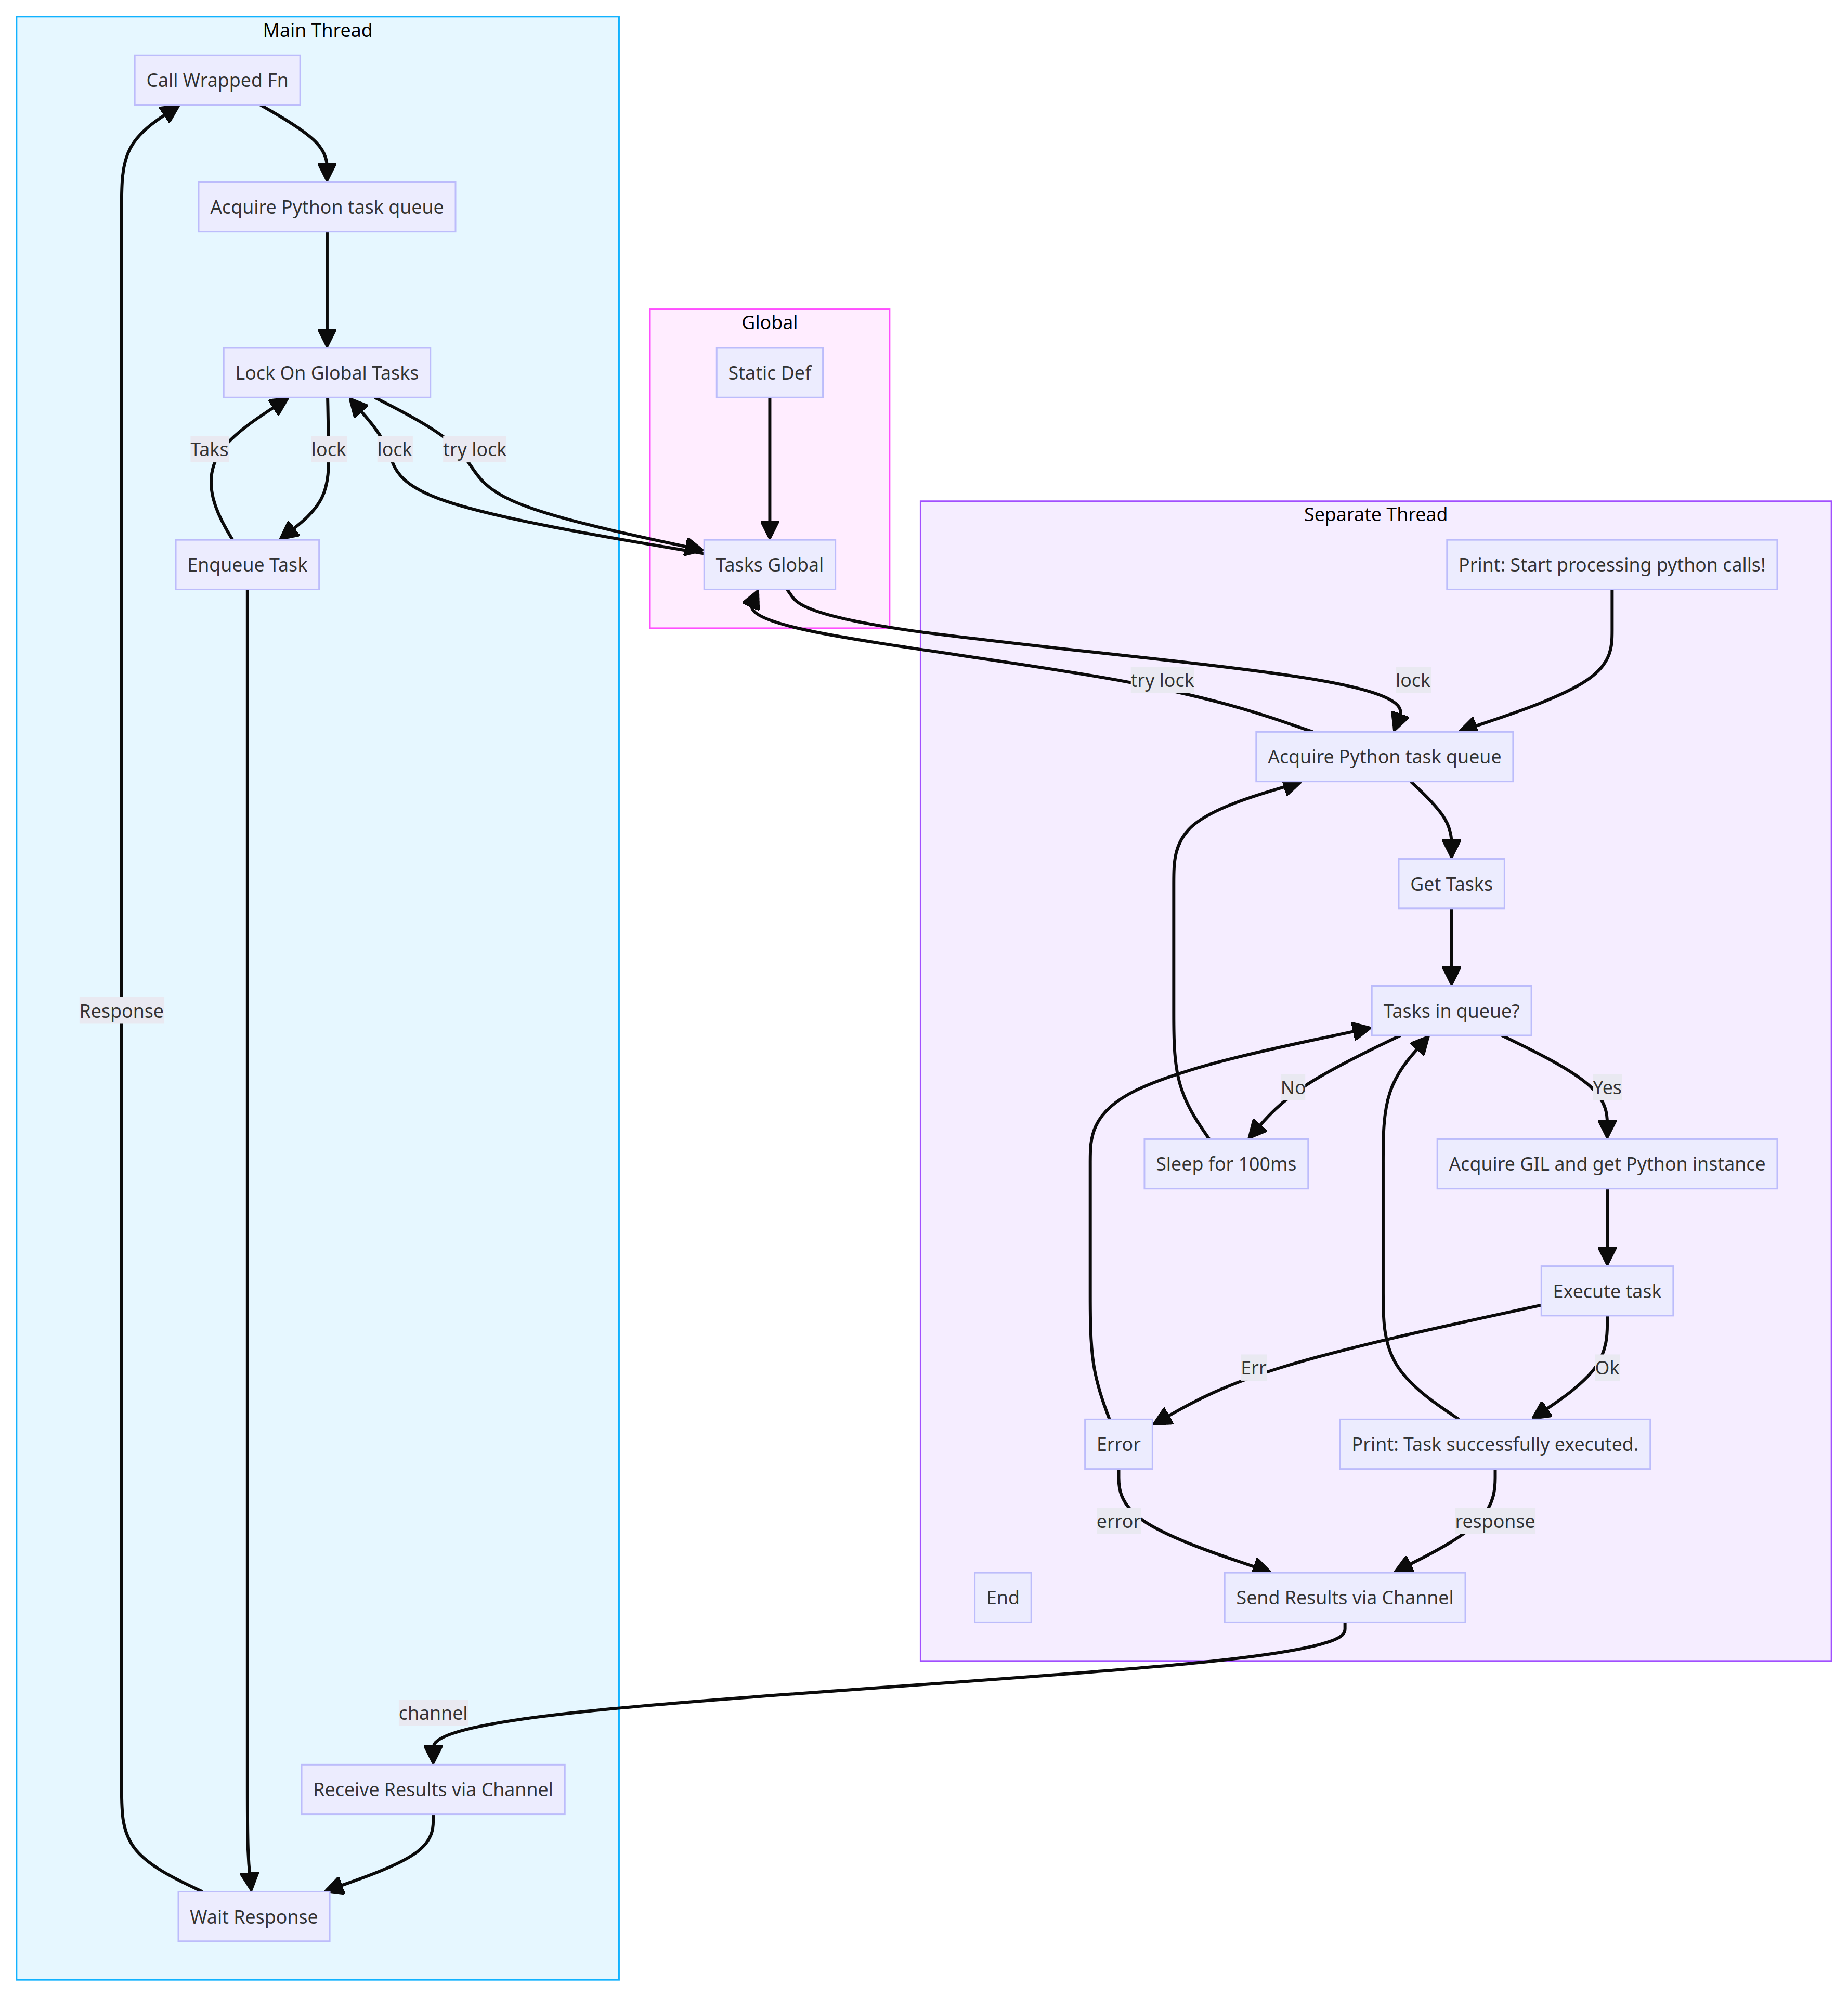 Main Thread
Call Wrapped Fn
Acquire Python task queue
Lock On Global Tasks
Taks
lock
lock
try lock
Enqueue Task
Response
channel
Receive Results via Channel
Wait Response
Global
Static Def
Tasks Global
Separate Thread
Print: Start processing python calls!
try lock
lock
Acquire Python task queue
Get Tasks
Tasks in queue?
No
Yes
Sleep for 100ms
Acquire GIL and get Python instance
Execute task
Err
Ok
Error
Print: Task successfully executed.
error
response
End
Send Results via Channel